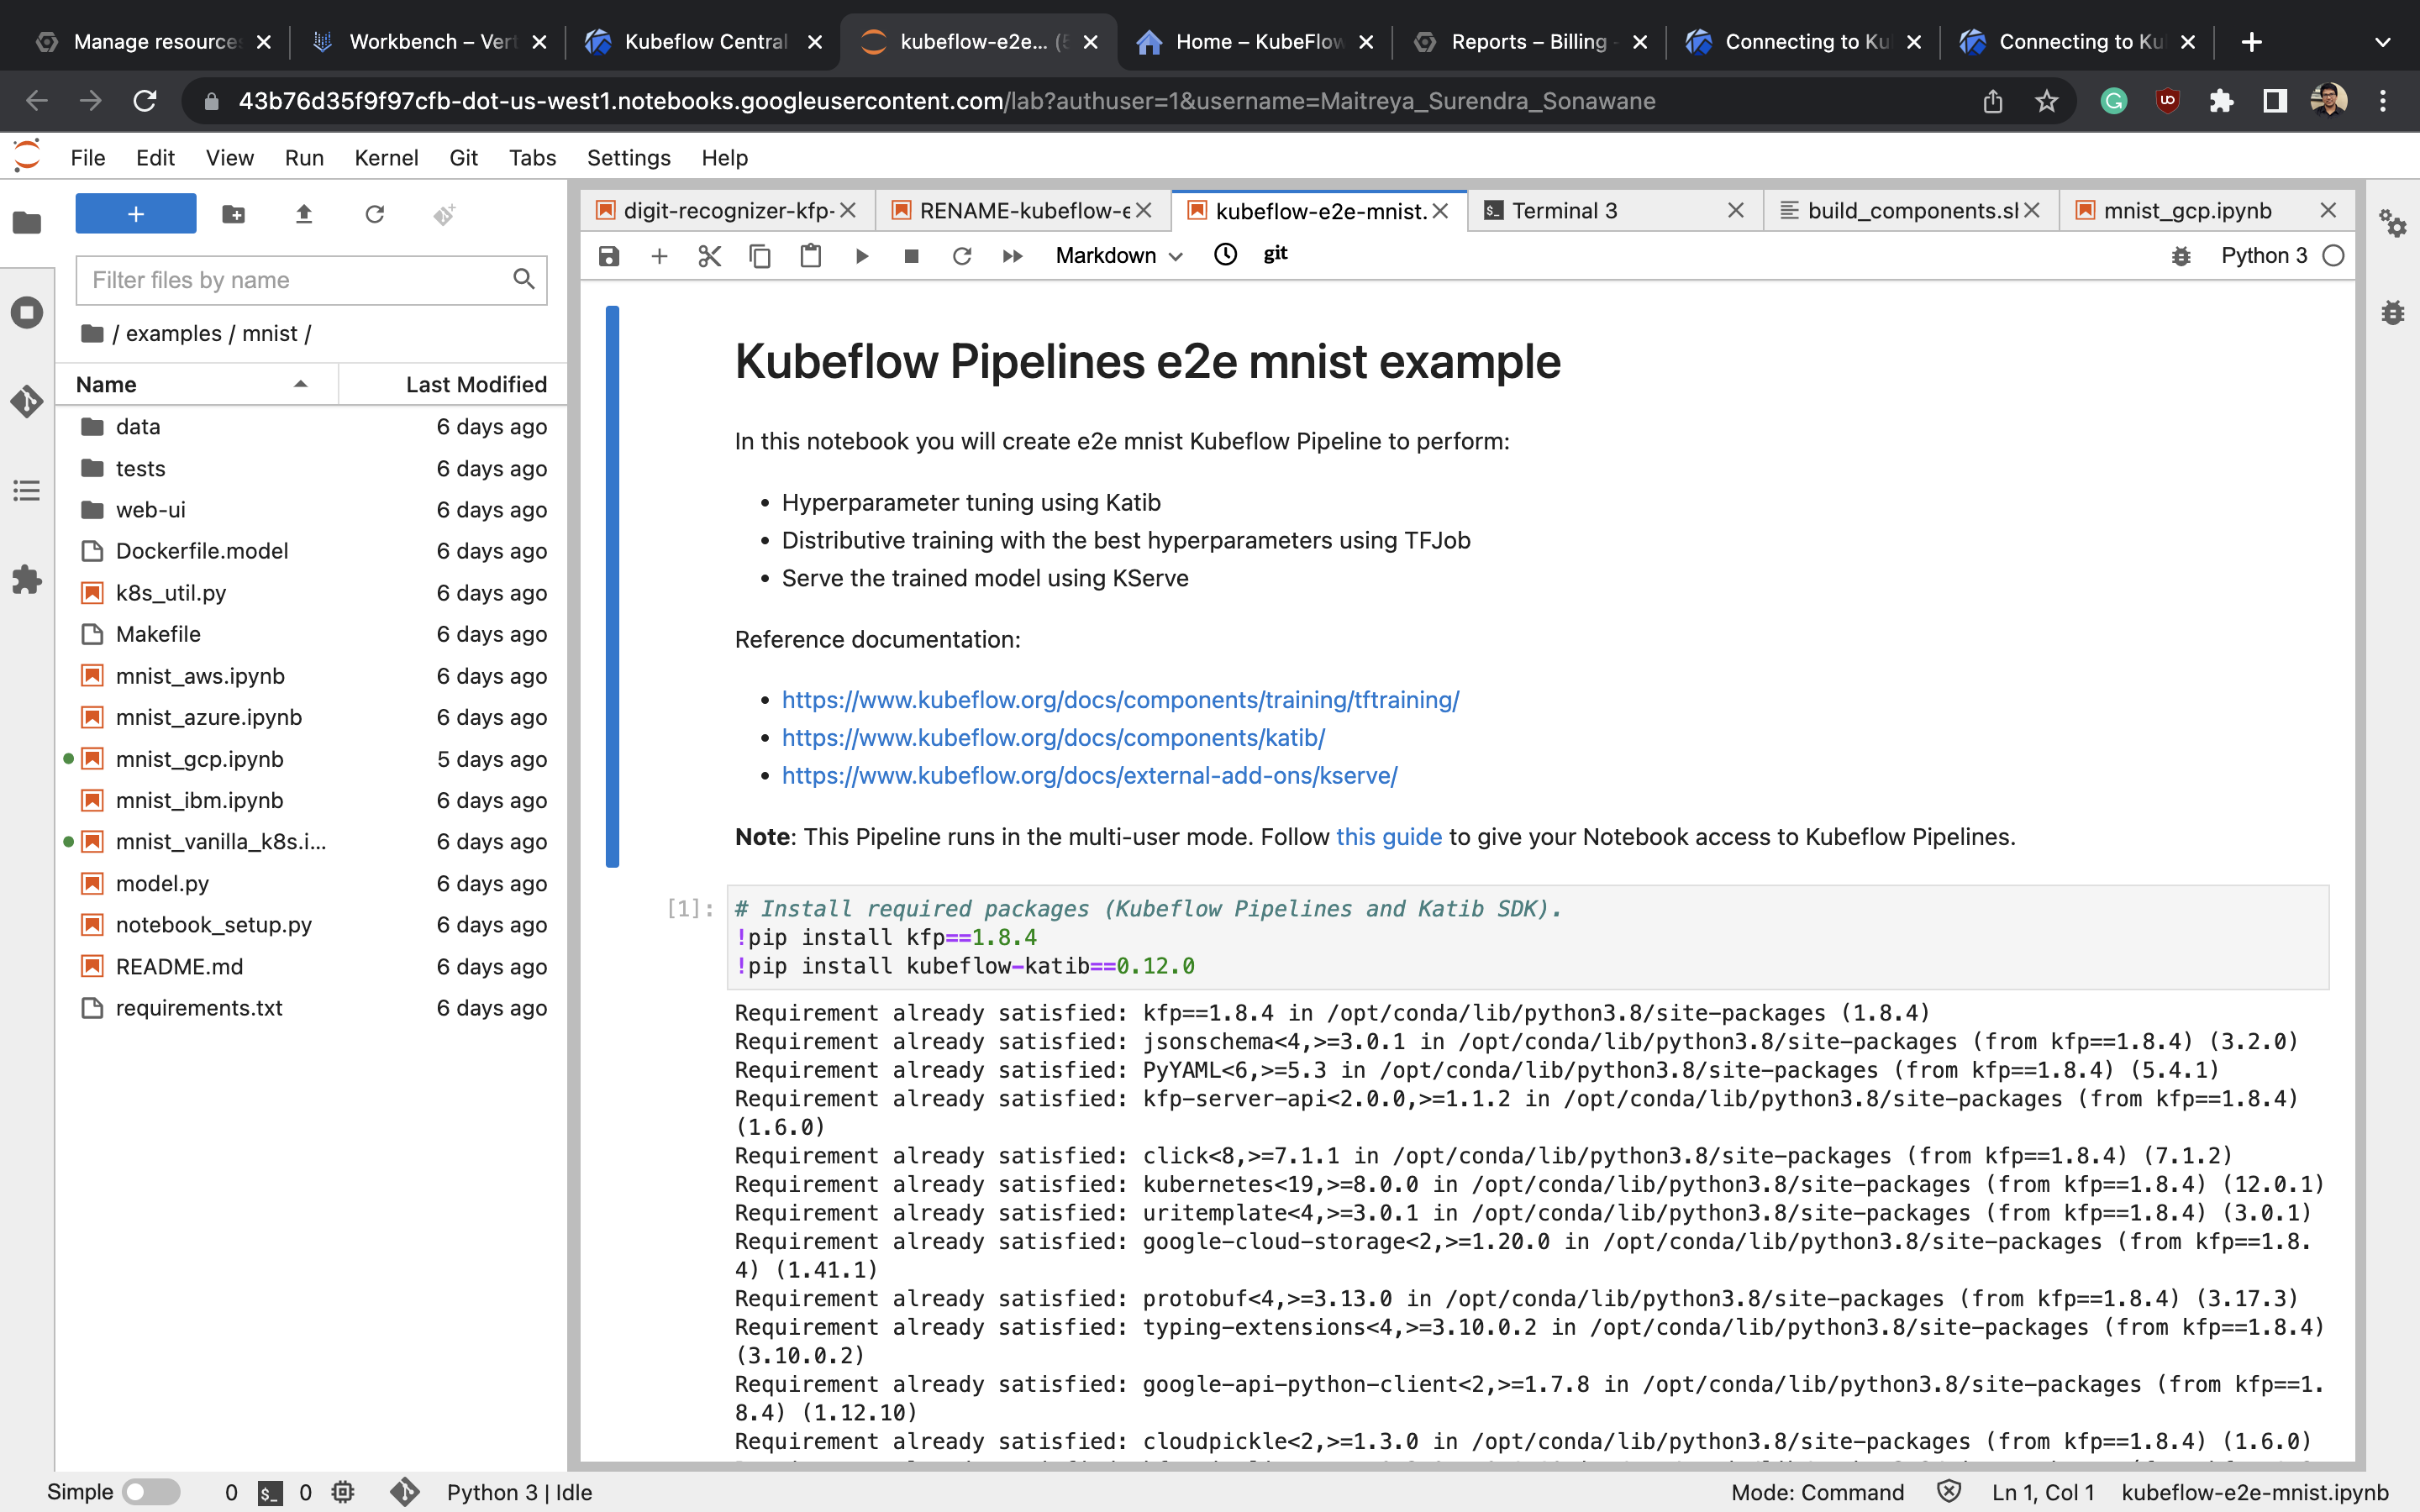 Manage resource
Workbench – Ver
Kubeflow Central
kubeflow-e2e... (5
Home – KubeFlow
Reports – Billing
Connecting to Ku
Connecting to Ku
43b76d35f9f97cfb-dot-us-west1.notebooks.googleusercontent.com/lab?authuser=1&username=Maitreya_Surendra_Sonawane
File Edit View Run Kernel Git Tabs Settings Help
digit-recognizer-kfp-
RENAME-kubeflow-e
kubeflow-e2e-mnist.
Terminal 3
build_components.sh
mnist_gcp.ipynb
Markdown
git
Python 3
Filter files by name
/ examples / mnist /
Name Last Modified
data 6 days ago
tests 6 days ago
web-ui 6 days ago
Dockerfile.model 6 days ago
k8s_util.py 6 days ago
Makefile 6 days ago
mnist_aws.ipynb 6 days ago
mnist_azure.ipynb 6 days ago
mnist_gcp.ipynb 5 days ago
mnist_ibm.ipynb 6 days ago
mnist_vanilla_k8s.i... 6 days ago
model.py 6 days ago
notebook_setup.py 6 days ago
README.md 6 days ago
requirements.txt 6 days ago
Kubeflow Pipelines e2e mnist example
In this notebook you will create e2e mnist Kubeflow Pipeline to perform:
• Hyperparameter tuning using Katib
• Distributive training with the best hyperparameters using TFJob
• Serve the trained model using KServe
Reference documentation:
• https://www.kubeflow.org/docs/components/training/tftraining/
• https://www.kubeflow.org/docs/components/katib/
• https://www.kubeflow.org/docs/external-add-ons/kserve/
Note: This Pipeline runs in the multi-user mode. Follow this guide to give your Notebook access to Kubeflow Pipelines.
[1]: # Install required packages (Kubeflow Pipelines and Katib SDK).
!pip install kfp==1.8.4
!pip install kubeflow-katib==0.12.0
Requirement already satisfied: kfp==1.8.4 in /opt/conda/lib/python3.8/site-packages (1.8.4)
Requirement already satisfied: jsonschema<4,>=3.0.1 in /opt/conda/lib/python3.8/site-packages (from kfp==1.8.4) (3.2.0)
Requirement already satisfied: PyYAML<6,>=5.3 in /opt/conda/lib/python3.8/site-packages (from kfp==1.8.4) (5.4.1)
Requirement already satisfied: kfp-server-api<2.0.0,>=1.1.2 in /opt/conda/lib/python3.8/site-packages (from kfp==1.8.4)
(1.6.0)
Requirement already satisfied: click<8,>=7.1.1 in /opt/conda/lib/python3.8/site-packages (from kfp==1.8.4) (7.1.2)
Requirement already satisfied: kubernetes<19,>=8.0.0 in /opt/conda/lib/python3.8/site-packages (from kfp==1.8.4) (12.0.1)
Requirement already satisfied: uritemplate<4,>=3.0.1 in /opt/conda/lib/python3.8/site-packages (from kfp==1.8.4) (3.0.1)
Requirement already satisfied: google-cloud-storage<2,>=1.20.0 in /opt/conda/lib/python3.8/site-packages (from kfp==1.8.
4) (1.41.1)
Requirement already satisfied: protobuf<4,>=3.13.0 in /opt/conda/lib/python3.8/site-packages (from kfp==1.8.4) (3.17.3)
Requirement already satisfied: typing-extensions<4,>=3.10.0.2 in /opt/conda/lib/python3.8/site-packages (from kfp==1.8.4)
(3.10.0.2)
Requirement already satisfied: google-api-python-client<2,>=1.7.8 in /opt/conda/lib/python3.8/site-packages (from kfp==1.
8.4) (1.12.10)
Requirement already satisfied: cloudpickle<2,>=1.3.0 in /opt/conda/lib/python3.8/site-packages (from kfp==1.8.4) (1.6.0)
Simple 0 $_ 0 Python 3 | Idle Mode: Command Ln 1, Col 1 kubeflow-e2e-mnist.ipynb